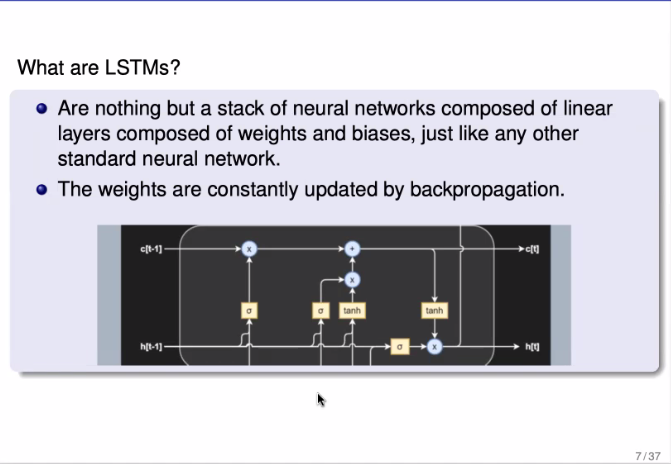 What are LSTMs?
Are nothing but a stack of neural networks composed of linear
layers composed of weights and biases, just like any other
standard neural network.
The weights are constantly updated by backpropagation.
c[t-1] x + c[t]
x
σ σ tanh tanh
h[t-1] σ x h[t]
7 / 37